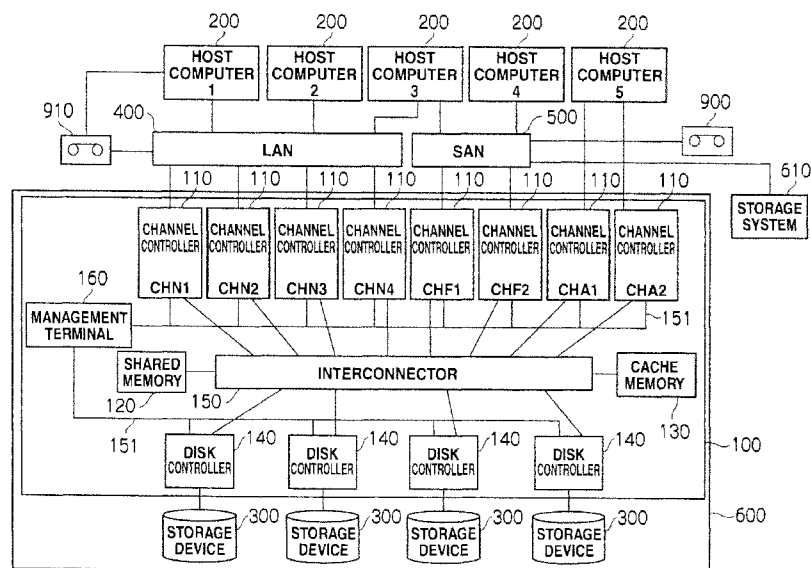 200 200 200 200 200
HOST COMPUTER 1
HOST COMPUTER 2
HOST COMPUTER 3
HOST COMPUTER 4
HOST COMPUTER 5
910 400 500 900
LAN
SAN
110 110 110 110 110 110 110 110
610
STORAGE SYSTEM
CHANNEL CONTROLLER CHN1
CHANNEL CONTROLLER CHN2
CHANNEL CONTROLLER CHN3
CHANNEL CONTROLLER CHN4
CHANNEL CONTROLLER CHF1
CHANNEL CONTROLLER CHF2
CHANNEL CONTROLLER CHA1
CHANNEL CONTROLLER CHA2
160
MANAGEMENT TERMINAL
151
SHARED MEMORY
120
INTERCONNECTOR
150
CACHE MEMORY
130
151
140 140 140 140
100
DISK CONTROLLER
DISK CONTROLLER
DISK CONTROLLER
DISK CONTROLLER
300 300 300 300
600
STORAGE DEVICE
STORAGE DEVICE
STORAGE DEVICE
STORAGE DEVICE